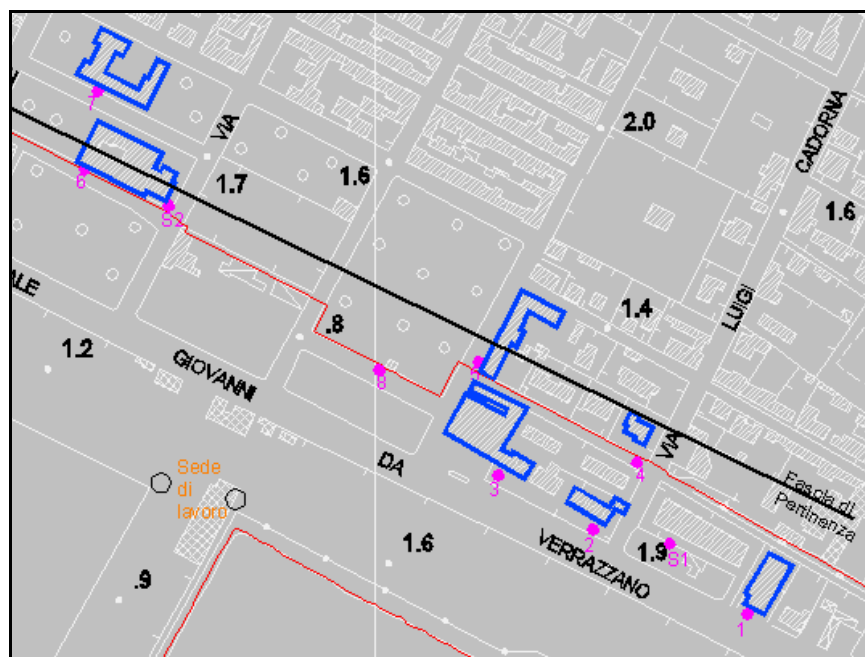 2.0
CADORNA
7
VIA
1.6
1.7
1.6
6
S2
LUIGI
1.4
ALE
.8
1.2
GIOVANNI
8
VIA
4
DA
Sede
di
lavoro
3
Fascia di
Pertinenza
1.6
2
VERRAZZANO
1.9
S1
.9
1